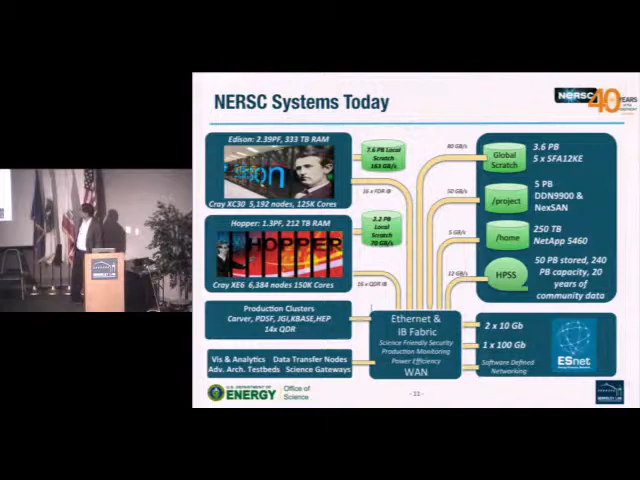 NERSC Systems Today
NERSC 40 YEARS
Edison: 2.39PF, 333 TB RAM
Cray XC30 5,192 nodes, 125K Cores
7.6 PB Local
Scratch
163 GB/s
16 x FDR IB
Hopper: 1.3PF, 212 TB RAM
HOPPER
Cray XE6 6,384 nodes 150K Cores
2.2 PB
Local
Scratch
70 GB/s
16 x QDR IB
Production Clusters
Carver, PDSF, JGI,KBASE,HEP
14x QDR
Vis & Analytics Data Transfer Nodes
Adv. Arch. Testbeds Science Gateways
80 GB/s
50 GB/s
5 GB/s
12 GB/s
Global
Scratch
3.6 PB
5 x SFA12KE
/project
5 PB
DDN9900 &
NexSAN
/home
250 TB
NetApp 5460
HPSS
50 PB stored, 240
PB capacity, 20
years of
community data
Ethernet &
IB Fabric
Science Friendly Security
Production Monitoring
Power Efficiency
WAN
2 x 10 Gb
1 x 100 Gb
Software Defined
Networking
ESnet
U.S. DEPARTMENT OF
ENERGY
Office of
Science
- 11 -
BERKELEY LAB